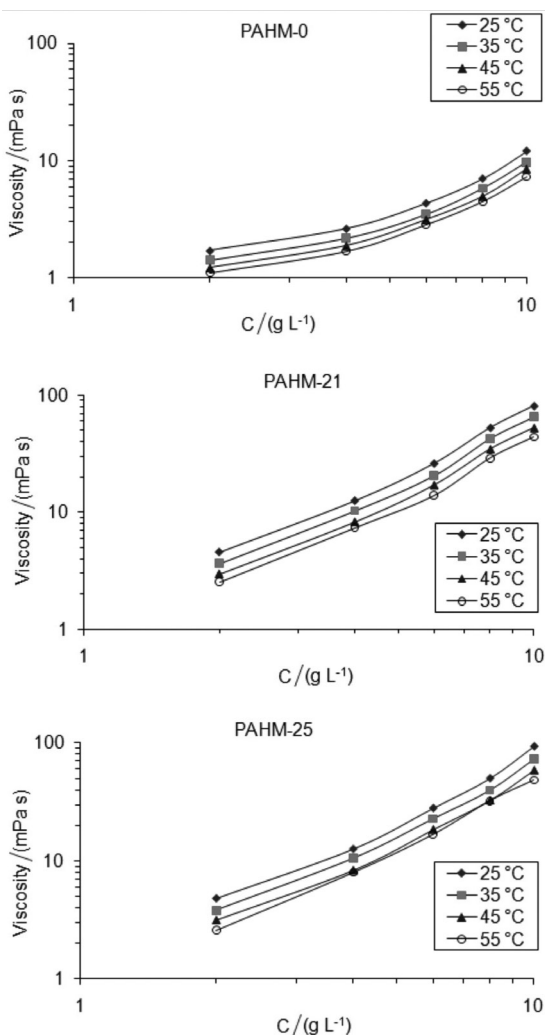 PAHM-0
25 °C
35 °C
45 °C
55 °C
100
10
1
Viscosity/(mPa s)
1
10
C/(g L-1)
PAHM-21
100
10
1
Viscosity/(mPa s)
25 °C
35 °C
45 °C
55 °C
1
10
C/(g L-1)
PAHM-25
100
10
1
Viscosity/(mPa s)
25 °C
35 °C
45 °C
55 °C
1
10
C/(g L-1)